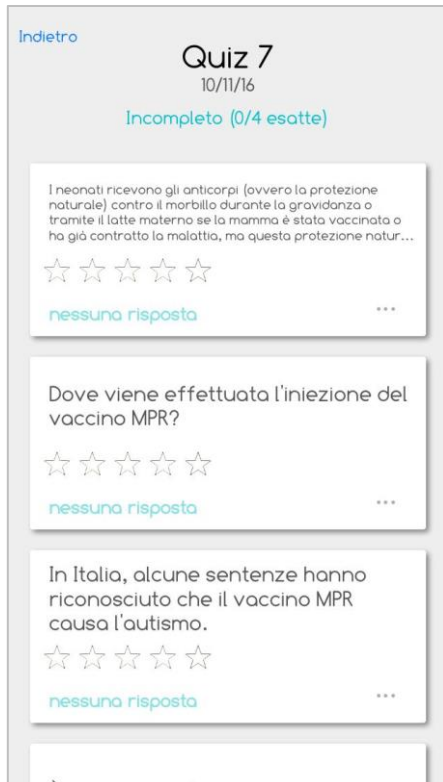 Indietro
Quiz 7
10/11/16
Incompleto (0/4 esatte)
I neonati ricevono gli anticorpi (ovvero la protezione
naturale) contro il morbillo durante la gravidanza o
tramite il latte materno se la mamma è stata vaccinata o
ha già contratto la malattia, ma questa protezione natur...
nessuna risposta
Dove viene effettuata l'iniezione del
vaccino MPR?
nessuna risposta
In Italia, alcune sentenze hanno
riconosciuto che il vaccino MPR
causa l'autismo.
nessuna risposta